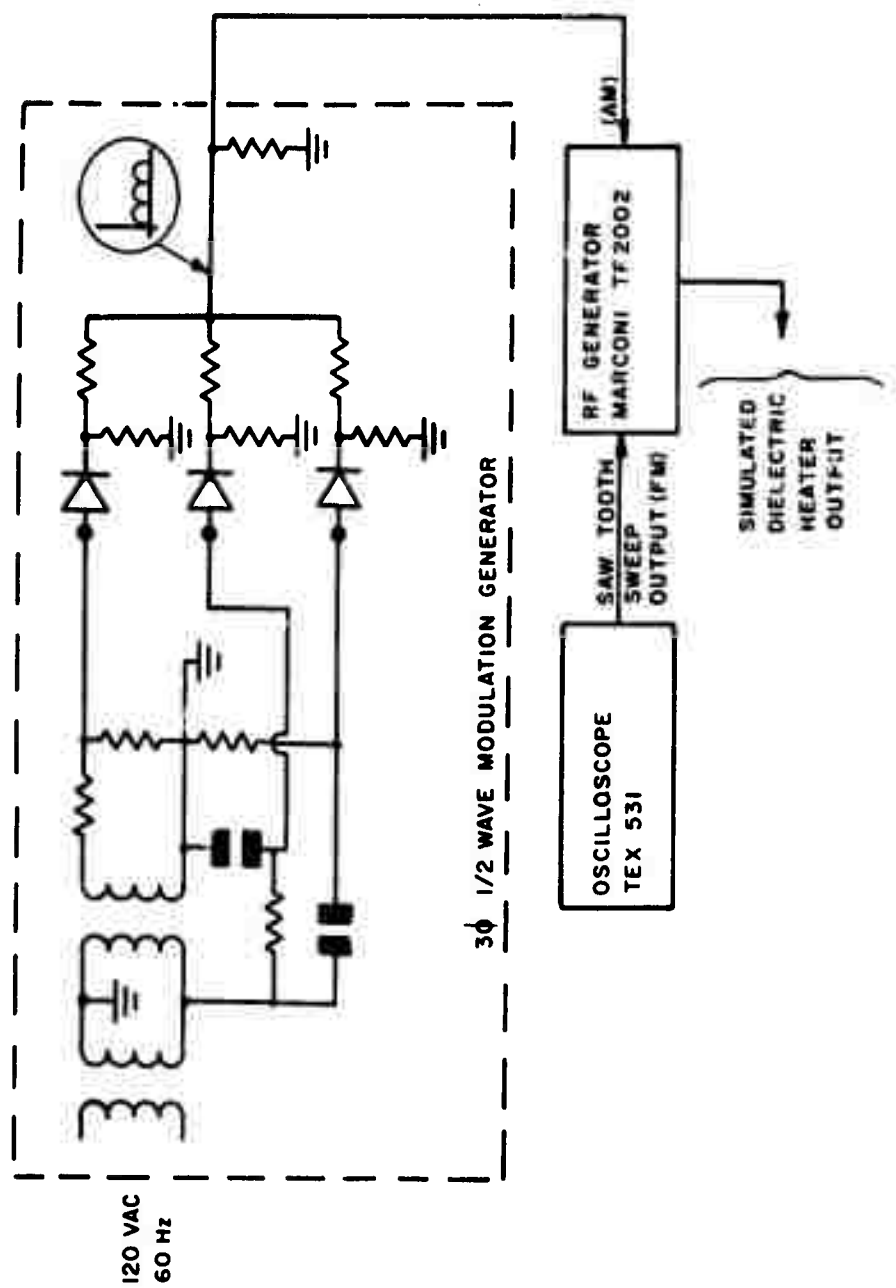 120 VAC
60 Hz
3ϕ 1/2 WAVE MODULATION GENERATOR
OSCILLOSCOPE
TEX 531
SAW TOOTH
SWEEP
OUTPUT (FM)
RF GENERATOR
MARCONI TF2002
(AM)
SIMULATED
DIELECTRIC
HEATER
OUTPUT